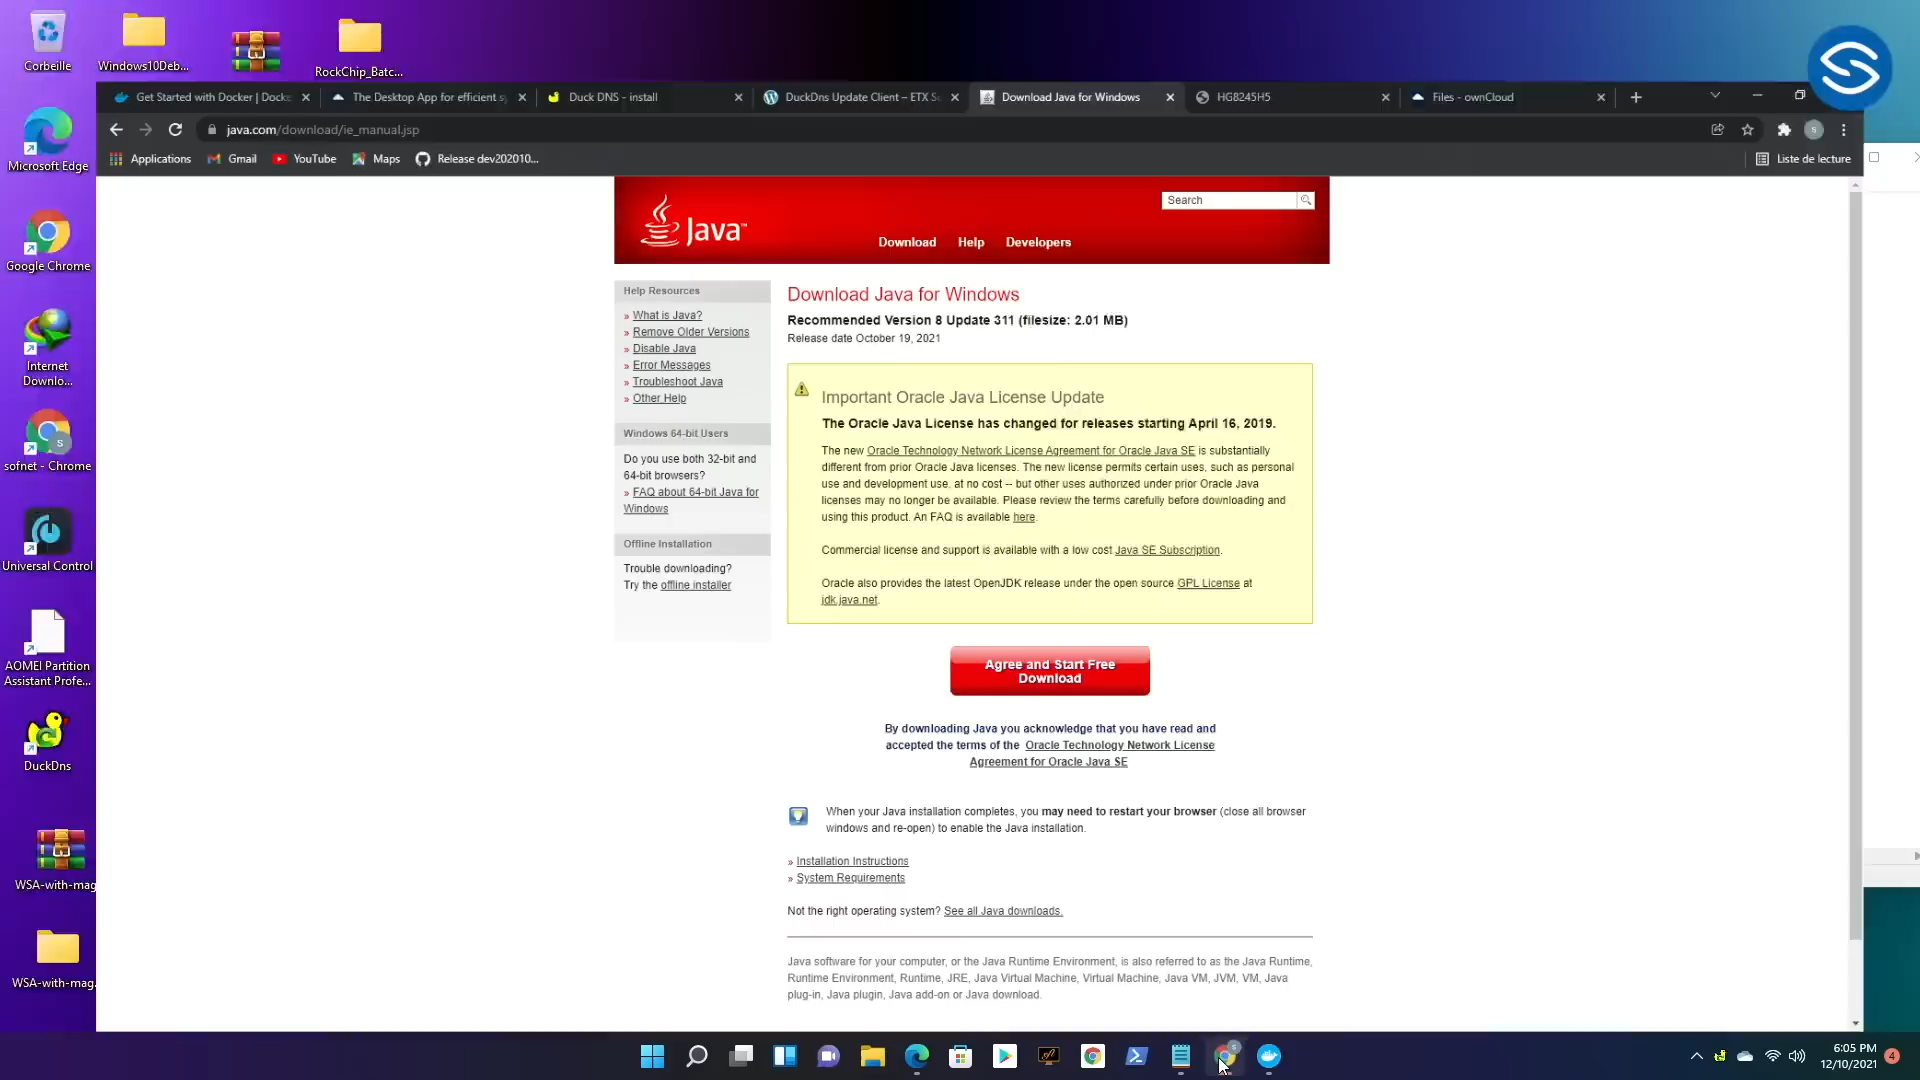 Corbeille
Windows10Deb...
RockChip_Batc...
Microsoft Edge
Google Chrome
Internet
Downlo...
sofnet - Chrome
Universal Control
AOMEI Partition
Assistant Profe...
DuckDns
WSA-with-mag
WSA-with-mag.
Get Started with Docker | Docke
The Desktop App for efficient sy
Duck DNS - install
DuckDns Update Client – ETX So
Download Java for Windows
HG8245H5
Files - ownCloud
java.com/download/ie_manual.jsp
Applications
Gmail
YouTube
Maps
Release dev202010...
Liste de lecture
Java™
Search
Download
Help
Developers
Help Resources
» What is Java?
» Remove Older Versions
» Disable Java
» Error Messages
» Troubleshoot Java
» Other Help
Windows 64-bit Users
Do you use both 32-bit and
64-bit browsers?
» FAQ about 64-bit Java for
Windows
Offline Installation
Trouble downloading?
Try the offline installer
Download Java for Windows
Recommended Version 8 Update 311 (filesize: 2.01 MB)
Release date October 19, 2021
Important Oracle Java License Update
The Oracle Java License has changed for releases starting April 16, 2019.
The new Oracle Technology Network License Agreement for Oracle Java SE is substantially
different from prior Oracle Java licenses. The new license permits certain uses, such as personal
use and development use, at no cost -- but other uses authorized under prior Oracle Java
licenses may no longer be available. Please review the terms carefully before downloading and
using this product. An FAQ is available here.
Commercial license and support is available with a low cost Java SE Subscription.
Oracle also provides the latest OpenJDK release under the open source GPL License at
jdk.java.net.
Agree and Start Free
Download
By downloading Java you acknowledge that you have read and
accepted the terms of the Oracle Technology Network License
Agreement for Oracle Java SE
When your Java installation completes, you may need to restart your browser (close all browser
windows and re-open) to enable the Java installation.
» Installation Instructions
» System Requirements
Not the right operating system? See all Java downloads.
Java software for your computer, or the Java Runtime Environment, is also referred to as the Java Runtime,
Runtime Environment, Runtime, JRE, Java Virtual Machine, Virtual Machine, Java VM, JVM, VM, Java
plug-in, Java plugin, Java add-on or Java download.
6:05 PM
12/10/2021
4